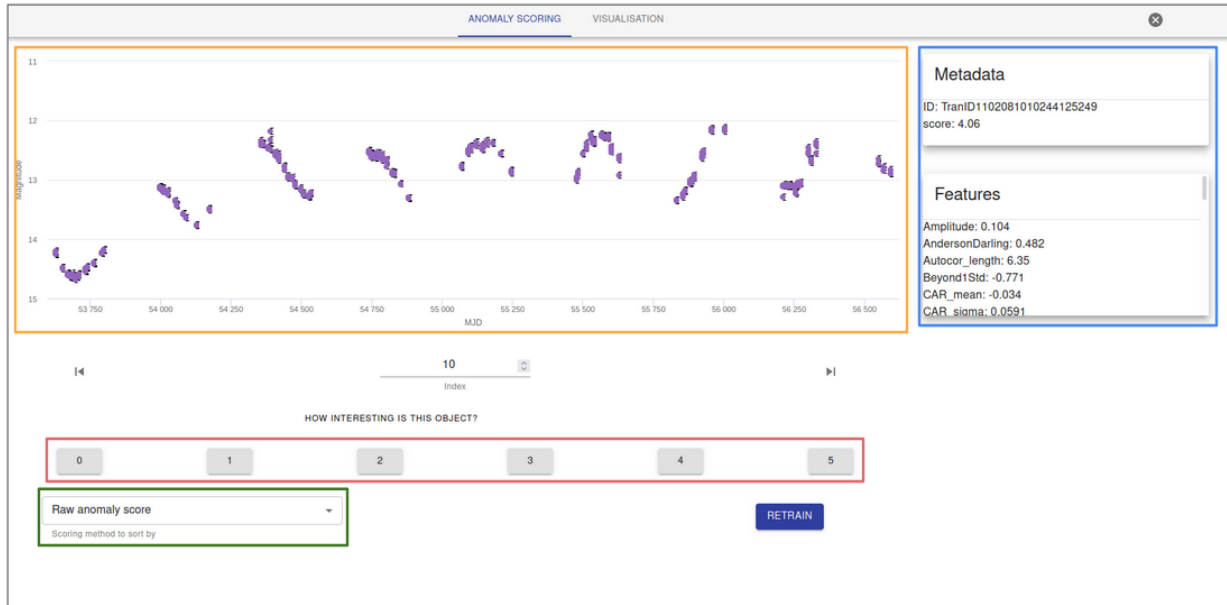 ANOMALY SCORING VISUALISATION
Metadata
ID: TranID1102081010244125249
score: 4.06
Features
Amplitude: 0.104
AndersonDarling: 0.482
Autocor_length: 6.35
Beyond1Std: -0.771
CAR_mean: -0.034
CAR_sigma: 0.0591
11
12
13
14
15
Magnitude
53 750 54 000 54 250 54 500 54 750 55 000 55 250 55 500 55 750 56 000 56 250 56 500
MJD
10
Index
HOW INTERESTING IS THIS OBJECT?
0 1 2 3 4 5
Raw anomaly score
Scoring method to sort by
RETRAIN